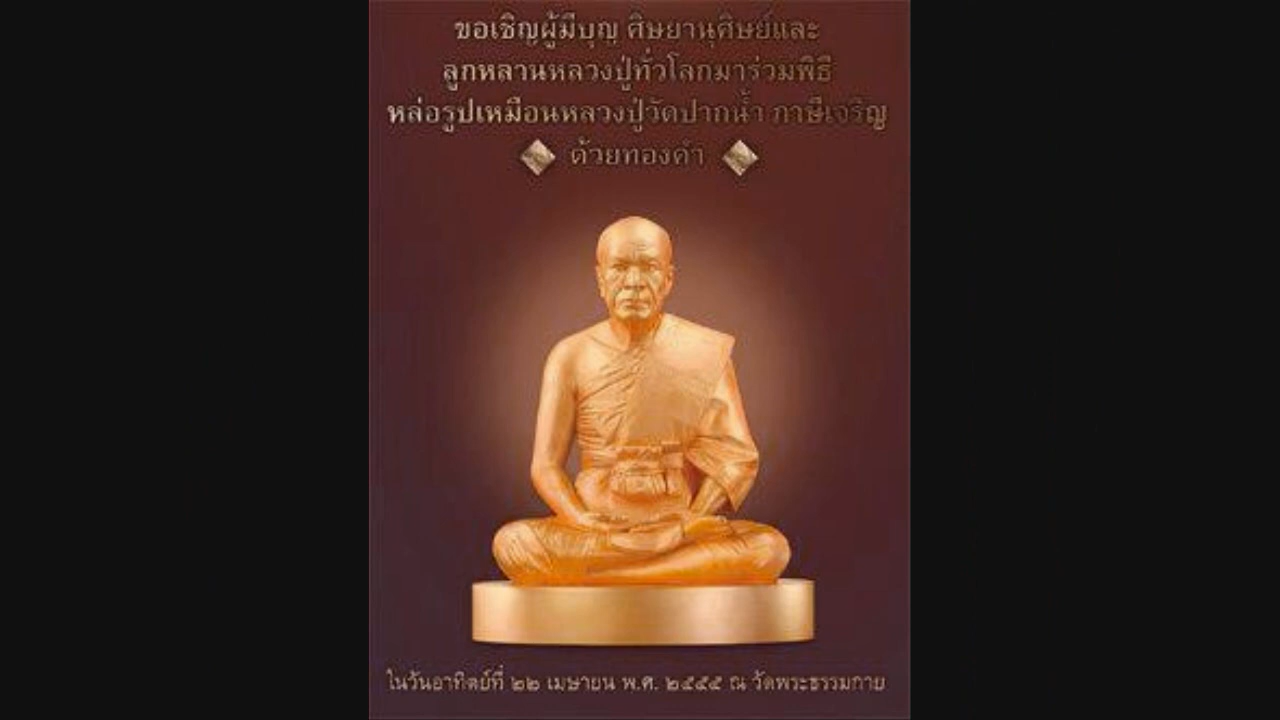 ขอเชิญผู้มีบุญ ศิษยานุศิษย์และ
ลูกหลานหลวงปู่ทั่วโลกมาร่วมพิธี
หล่อรูปเหมือนหลวงปู่วัดปากน้ำ ภาษีเจริญ
ด้วยทองคำ
ในวันอาทิตย์ที่ ๒๒ เมษายน พ.ศ. ๒๕๕๕ ณ วัดพระธรรมกาย